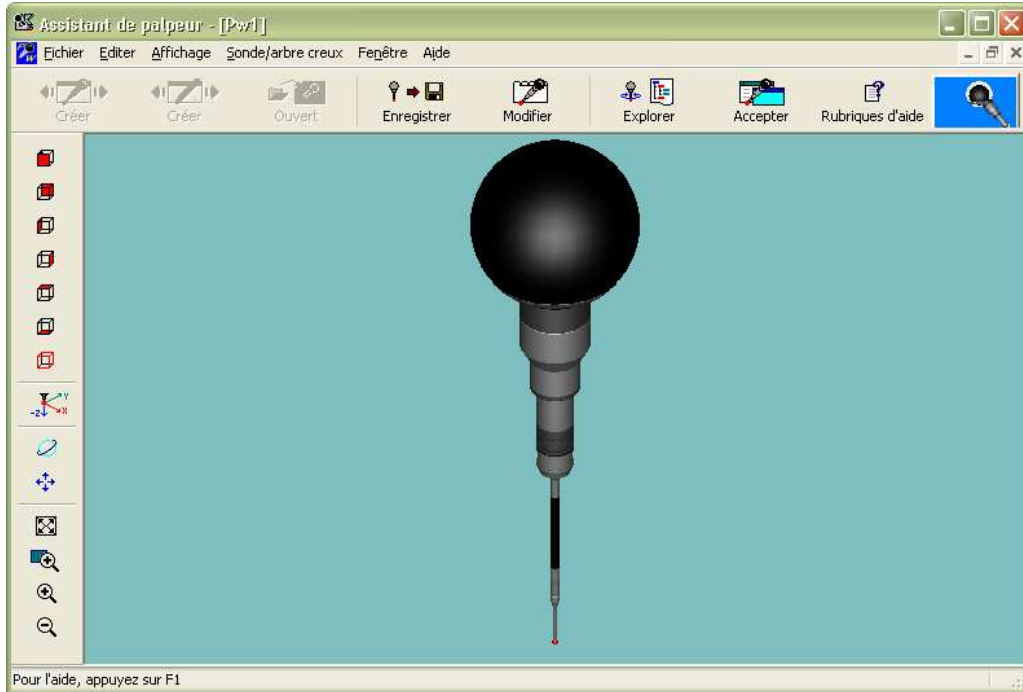 Assistant de palpeur - [Pw1]
Fichier Editer Affichage Sonde/arbre creux Fenêtre Aide
Créer Créer Ouvert Enregistrer Modifier Explorer Accepter Rubriques d'aide
Y
-Z X
Pour l'aide, appuyez sur F1